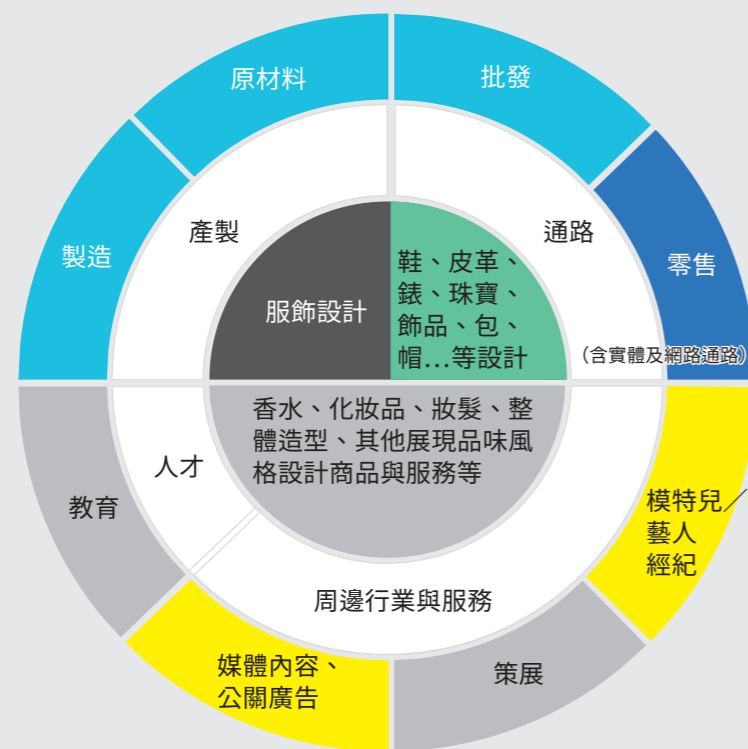 原材料
批發
製造
產製
通路
零售
服飾設計
鞋、皮革、
錶、珠寶、
飾品、包、
帽…等設計
（含實體及網路通路）
香水、化妝品、妝髮、整
體造型、其他展現品味風
格設計商品與服務等
人才
教育
模特兒／
藝人
經紀
周邊行業與服務
媒體內容、
公關廣告
策展